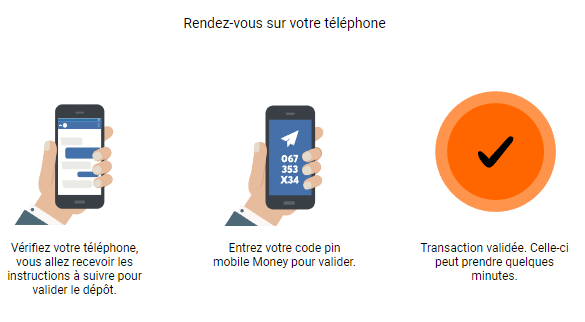 Rendez-vous sur votre téléphone
067
353
X34
Vérifiez votre téléphone,
vous allez recevoir les
instructions à suivre pour
valider le dépôt.
Entrez votre code pin
mobile Money pour valider.
Transaction validée. Celle-ci
peut prendre quelques
minutes.